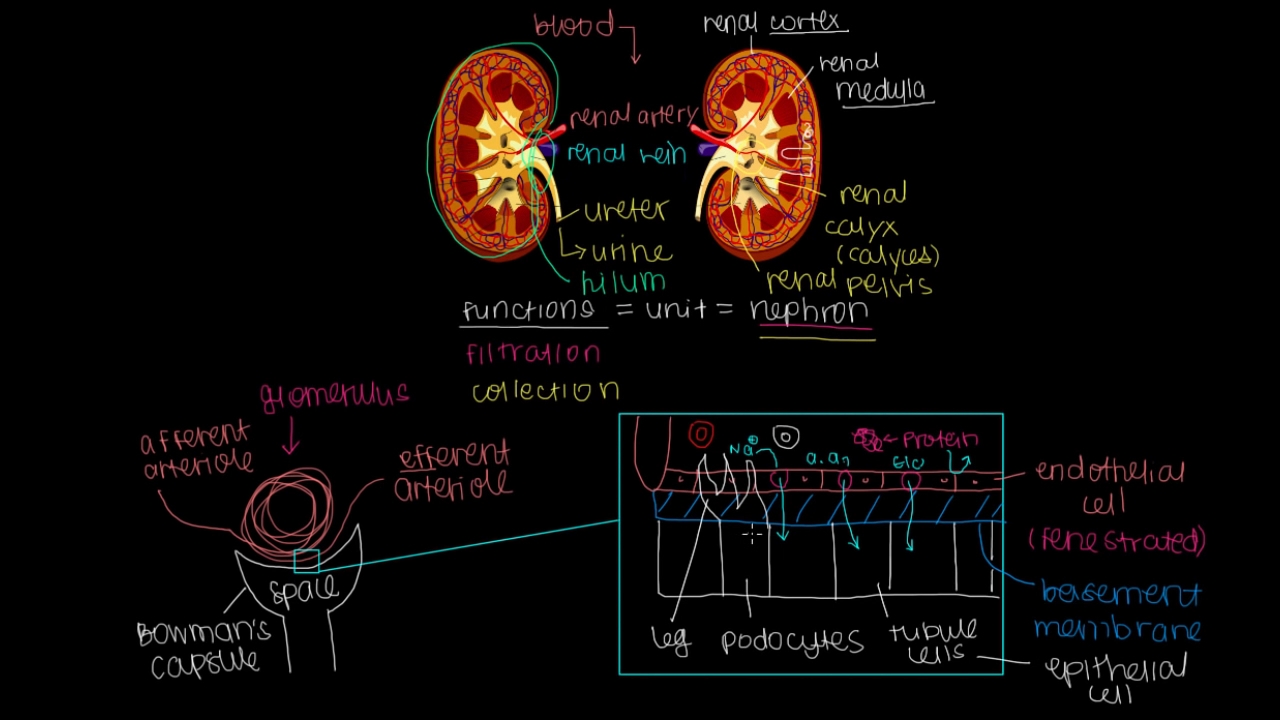 blood
renal cortex
renal
medulla
renal artery
renal vein
ureter
urine
hilum
renal
calyx
(calyces)
renal pelvis
functions = unit = nephron
filtration
collection
glomerulus
afferent
arteriole
efferent
arteriole
space
Bowman's
capsule
Na+
a.a.
Glu
protein
endothelial
cell
(fenestrated)
basement
membrane
leg
podocytes
tubule
cells
epithelial
cell